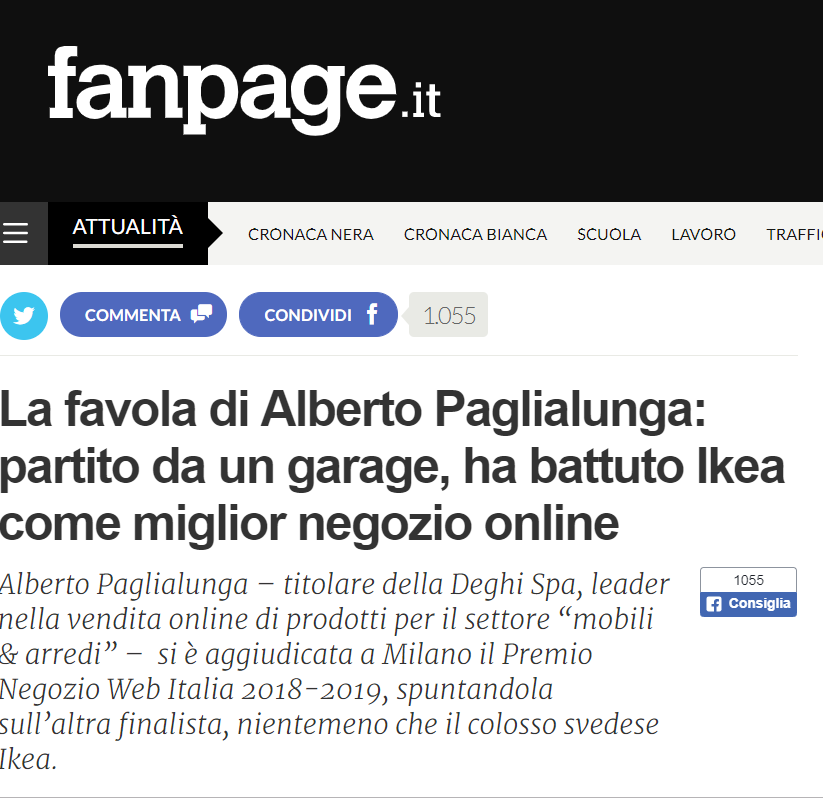 fanpage.it
ATTUALITÀ
CRONACA NERA CRONACA BIANCA SCUOLA LAVORO TRAFFI
COMMENTA CONDIVIDI f 1.055
La favola di Alberto Paglialunga:
partito da un garage, ha battuto Ikea
come miglior negozio online
Alberto Paglialunga – titolare della Deghi Spa, leader
nella vendita online di prodotti per il settore “mobili
& arredi” – si è aggiudicata a Milano il Premio
Negozio Web Italia 2018-2019, spuntandola
sull’altra finalista, nientemeno che il colosso svedese
Ikea.
1055
Consiglia